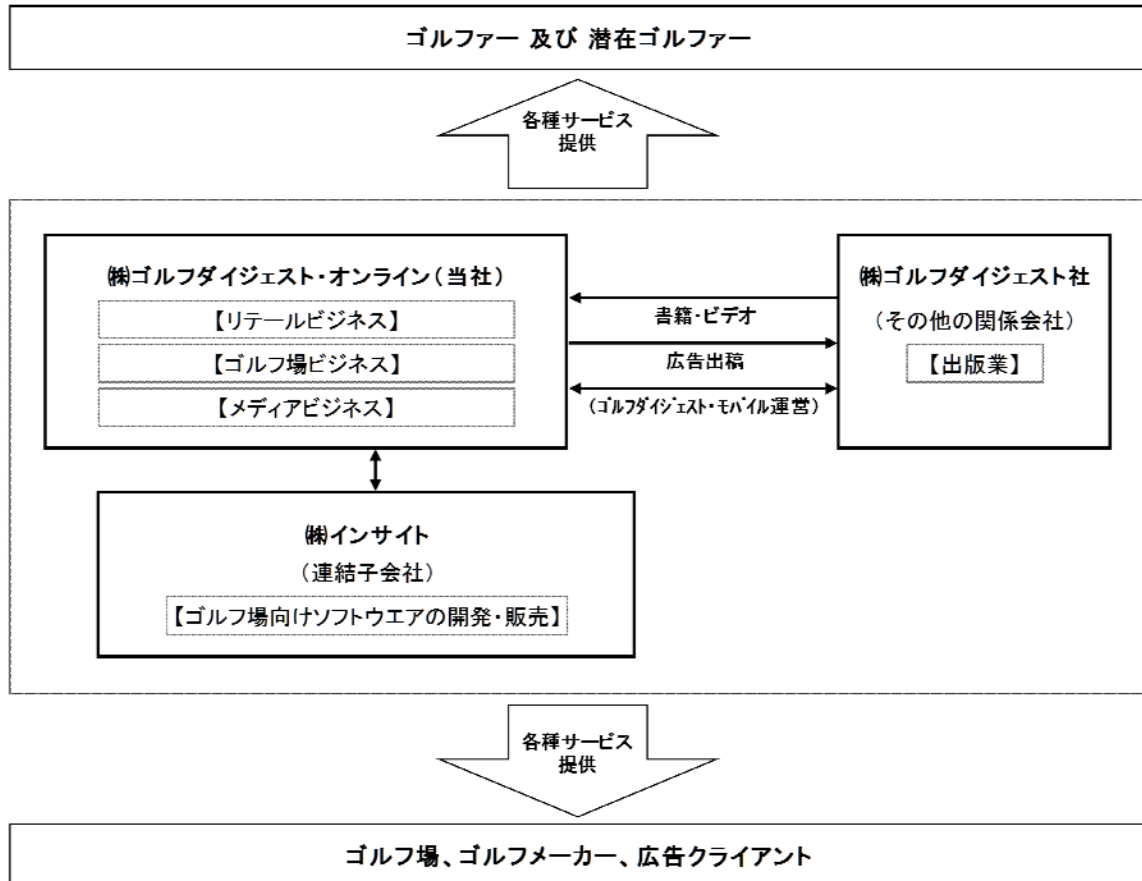 ゴルファー 及び 潜在ゴルファー
各種サービス
提供
㈱ゴルフダイジェスト・オンライン（当社）
【リテールビジネス】
【ゴルフ場ビジネス】
【メディアビジネス】
書籍・ビデオ
広告出稿
（ｺﾞﾙﾌﾀﾞｲｼﾞｪｽﾄ・モバイル運営）
㈱ゴルフダイジェスト社
（その他の関係会社）
【出版業】
㈱インサイト
（連結子会社）
【ゴルフ場向けソフトウエアの開発・販売】
各種サービス
提供
ゴルフ場、ゴルフメーカー、広告クライアント